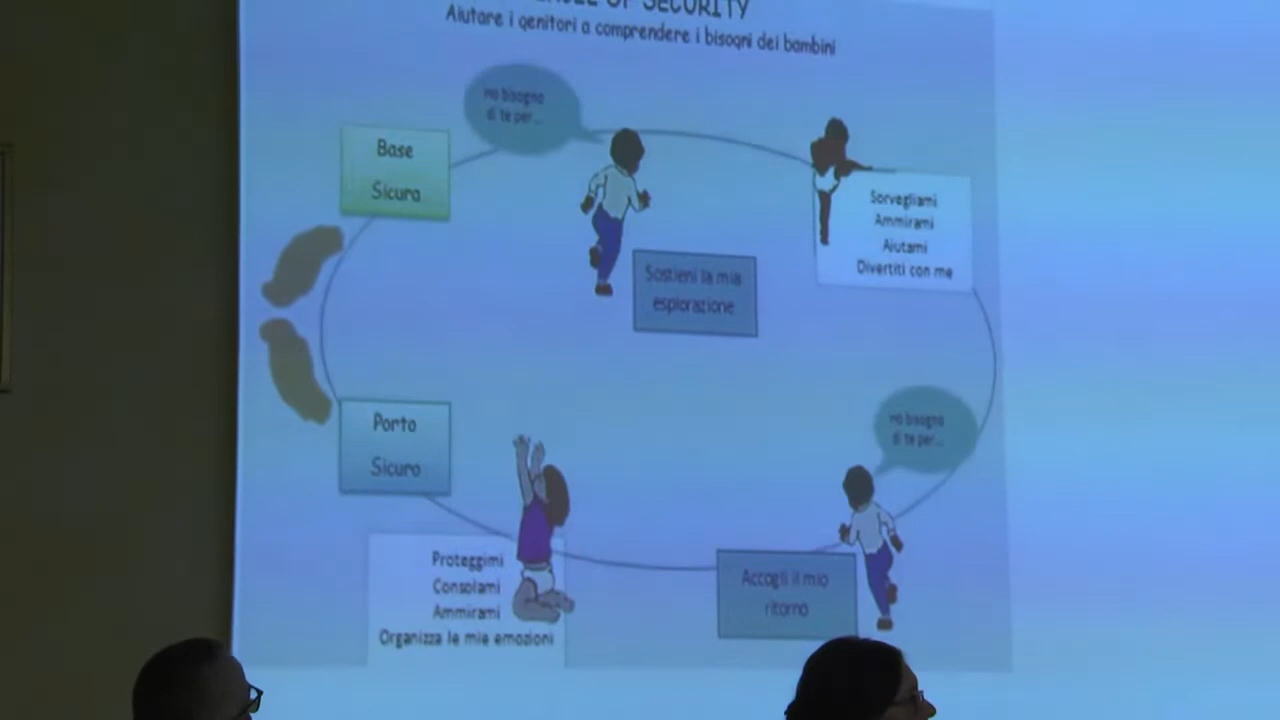 OF SECURITY
Aiutare i genitori a comprendere i bisogni dei bambini
Ho bisogno
di te per...
Base
Sicura
Sorvegliami
Ammirami
Aiutami
Divertiti con me
Sostieni la mia
esplorazione
Ho bisogno
di te per...
Porto
Sicuro
Proteggimi
Consolami
Ammirami
Organizza le mie emozioni
Accogli il mio
ritorno